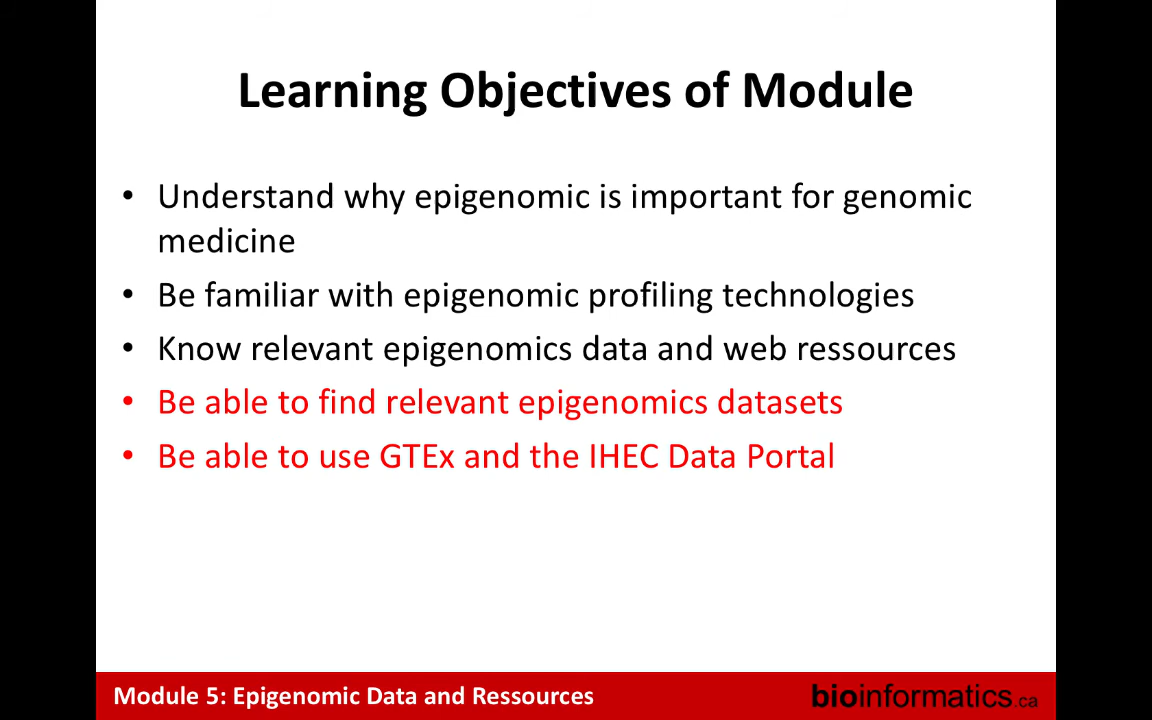 Learning Objectives of Module
• Understand why epigenomic is important for genomic
medicine
• Be familiar with epigenomic profiling technologies
• Know relevant epigenomics data and web ressources
• Be able to find relevant epigenomics datasets
• Be able to use GTEx and the IHEC Data Portal
Module 5: Epigenomic Data and Ressources
bioinformatics.ca